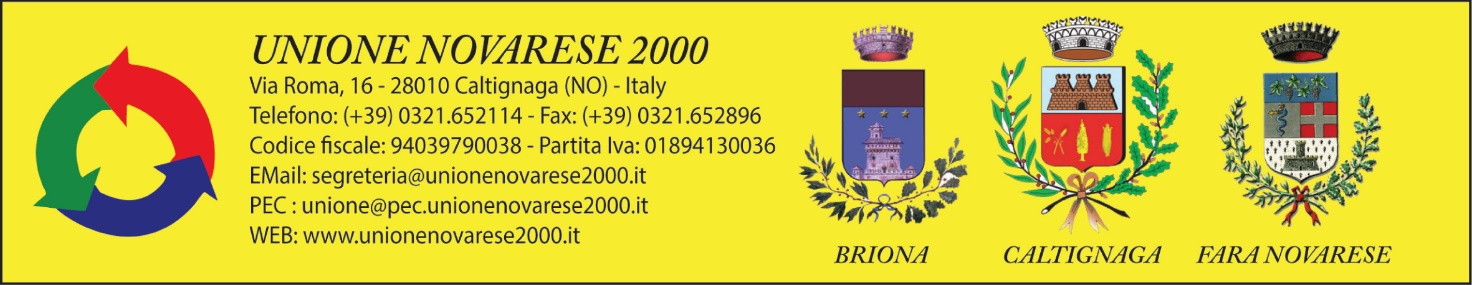 UNIONE NOVARESE 2000
Via Roma, 16 - 28010 Caltignaga (NO) - Italy
Telefono: (+39) 0321.652114 - Fax: (+39) 0321.652896
Codice fiscale: 94039790038 - Partita Iva: 01894130036
EMail: segreteria@unionenovarese2000.it
PEC : unione@pec.unionenovarese2000.it
WEB: www.unionenovarese2000.it
BRIONA
CALTIGNAGA
FARA NOVARESE